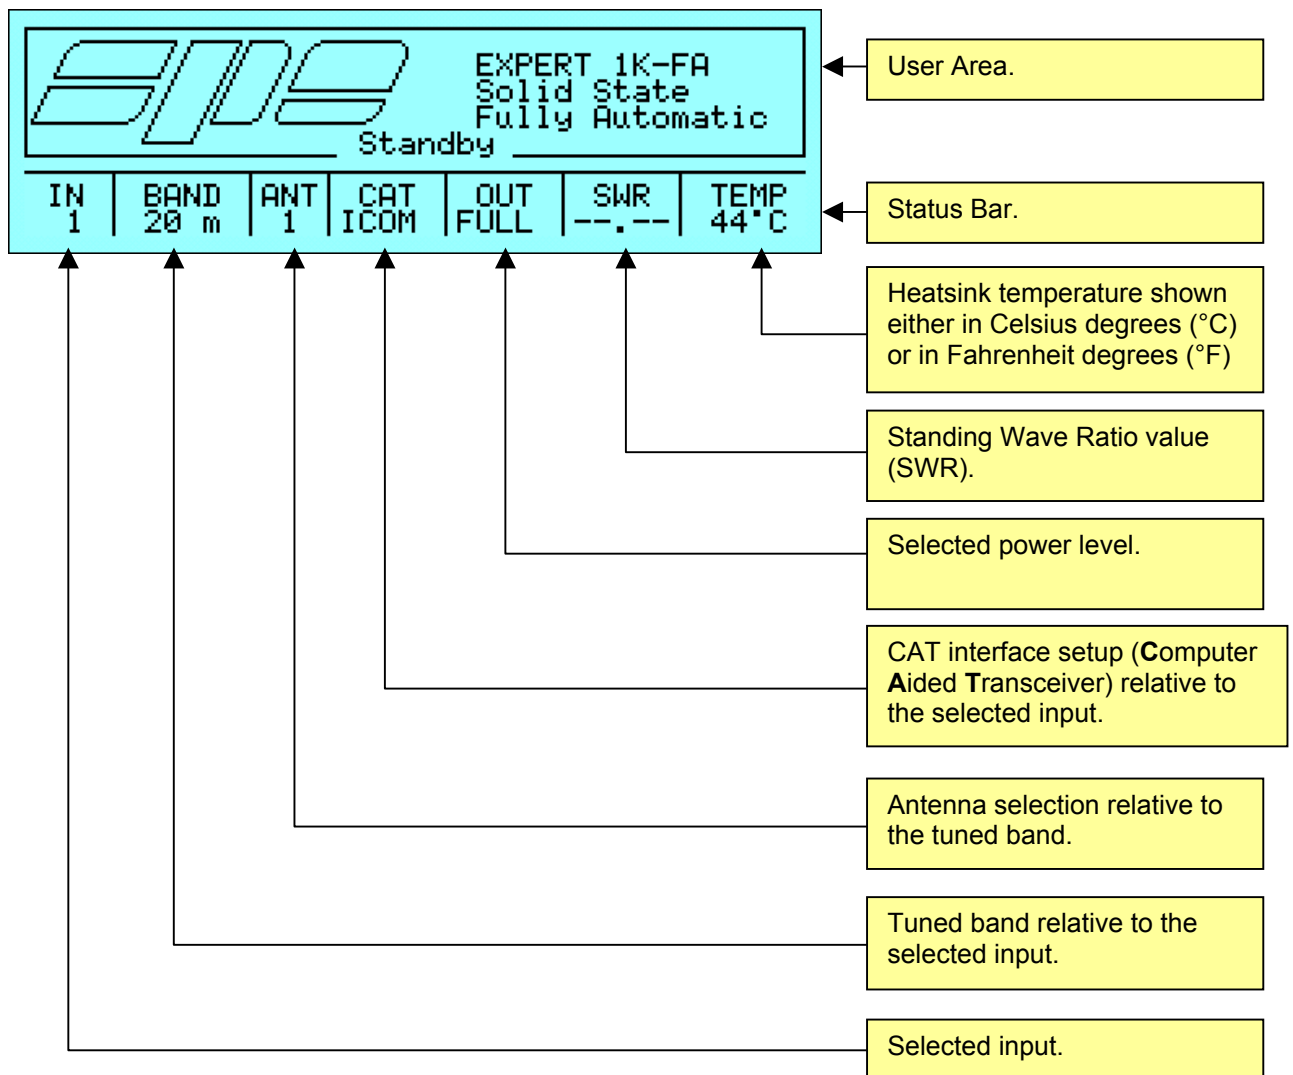 EXPERT 1K-FA
Solid State
Fully Automatic
Standby
IN BAND ANT CAT OUT SWR TEMP
1 20 m 1 ICOM FULL --.-- 44°C
User Area.
Status Bar.
Heatsink temperature shown
either in Celsius degrees (°C)
or in Fahrenheit degrees (°F)
Standing Wave Ratio value
(SWR).
Selected power level.
CAT interface setup (Computer
Aided Transceiver) relative to
the selected input.
Antenna selection relative to
the tuned band.
Tuned band relative to the
selected input.
Selected input.